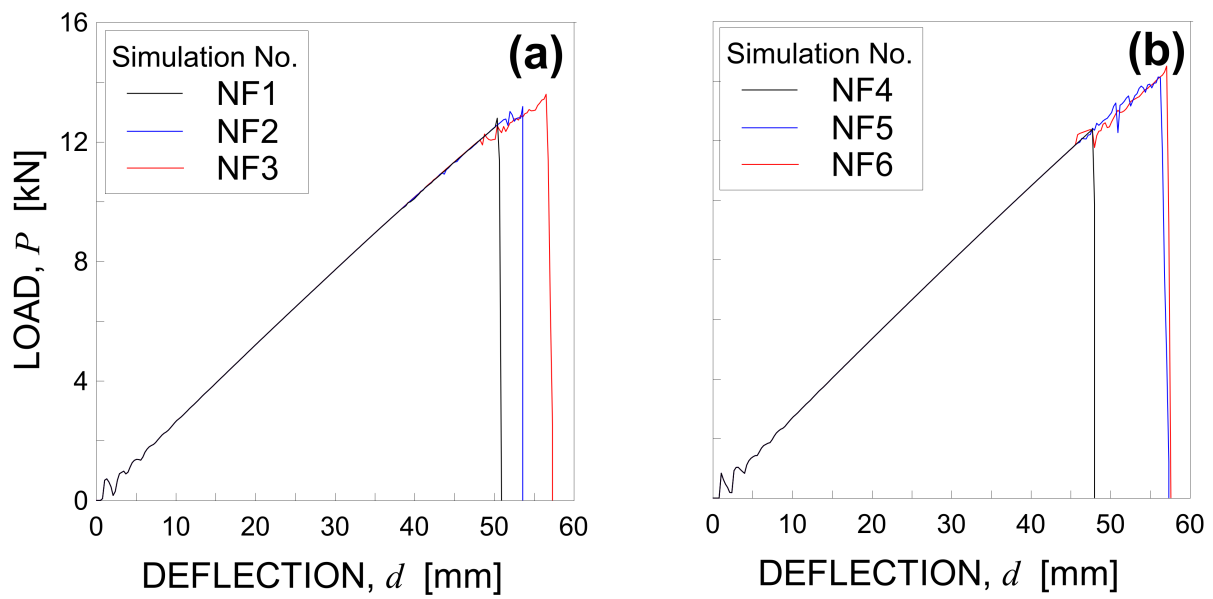 16
12
8
4
0
LOAD, P [kN]
Simulation No.
NF1
NF2
NF3
(a)
0 10 20 30 40 50 60
DEFLECTION, d [mm]
Simulation No.
NF4
NF5
NF6
(b)
0 10 20 30 40 50 60
DEFLECTION, d [mm]